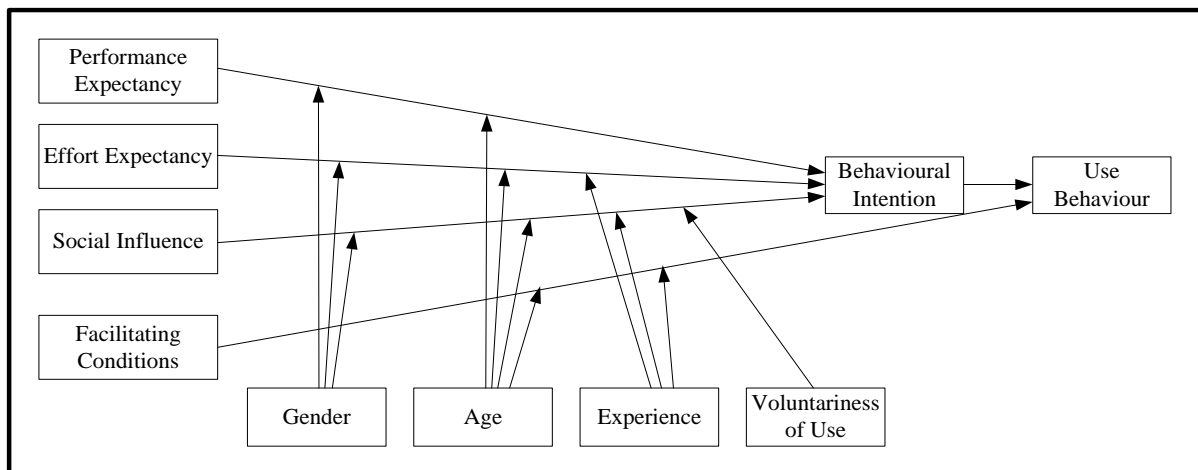 Performance
Expectancy
Effort Expectancy
Social Influence
Facilitating
Conditions
Behavioural
Intention
Use
Behaviour
Gender
Age
Experience
Voluntariness
of Use